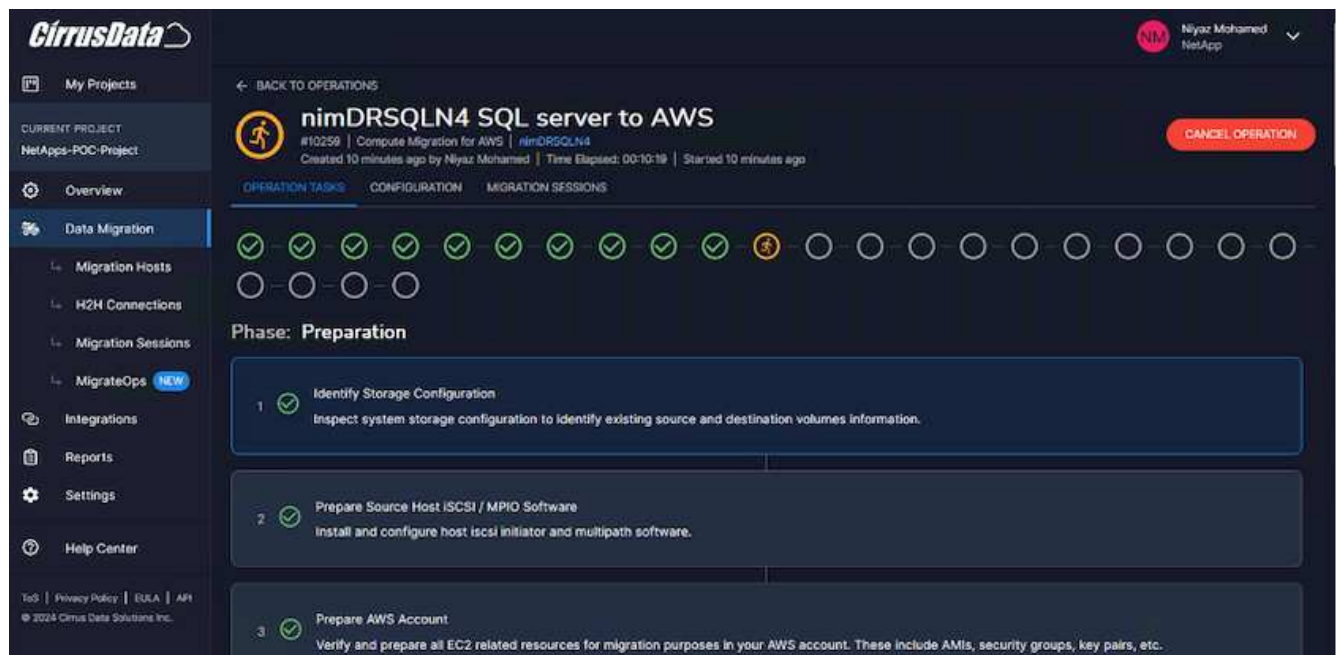 CirrusData
NM
Niyaz Mohamed
NetApp
My Projects
CURRENT PROJECT
NetApps-POC-Project
Overview
Data Migration
Migration Hosts
H2H Connections
Migration Sessions
MigrateOps NEW
Integrations
Reports
Settings
Help Center
ToS | Privacy Policy | EULA | API
© 2024 Cirrus Data Solutions Inc.
← BACK TO OPERATIONS
nimDRSQLN4 SQL server to AWS
#10259 | Compute Migration for AWS | nimDRSQLN4
Created 10 minutes ago by Niyaz Mohamed | Time Elapsed: 00:10:19 | Started 10 minutes ago
CANCEL OPERATION
OPERATION TASKS CONFIGURATION MIGRATION SESSIONS
Phase: Preparation
1 Identify Storage Configuration
Inspect system storage configuration to identify existing source and destination volumes information.
2 Prepare Source Host iSCSI / MPIO Software
Install and configure host iscsi initiator and multipath software.
3 Prepare AWS Account
Verify and prepare all EC2 related resources for migration purposes in your AWS account. These include AMIs, security groups, key pairs, etc.